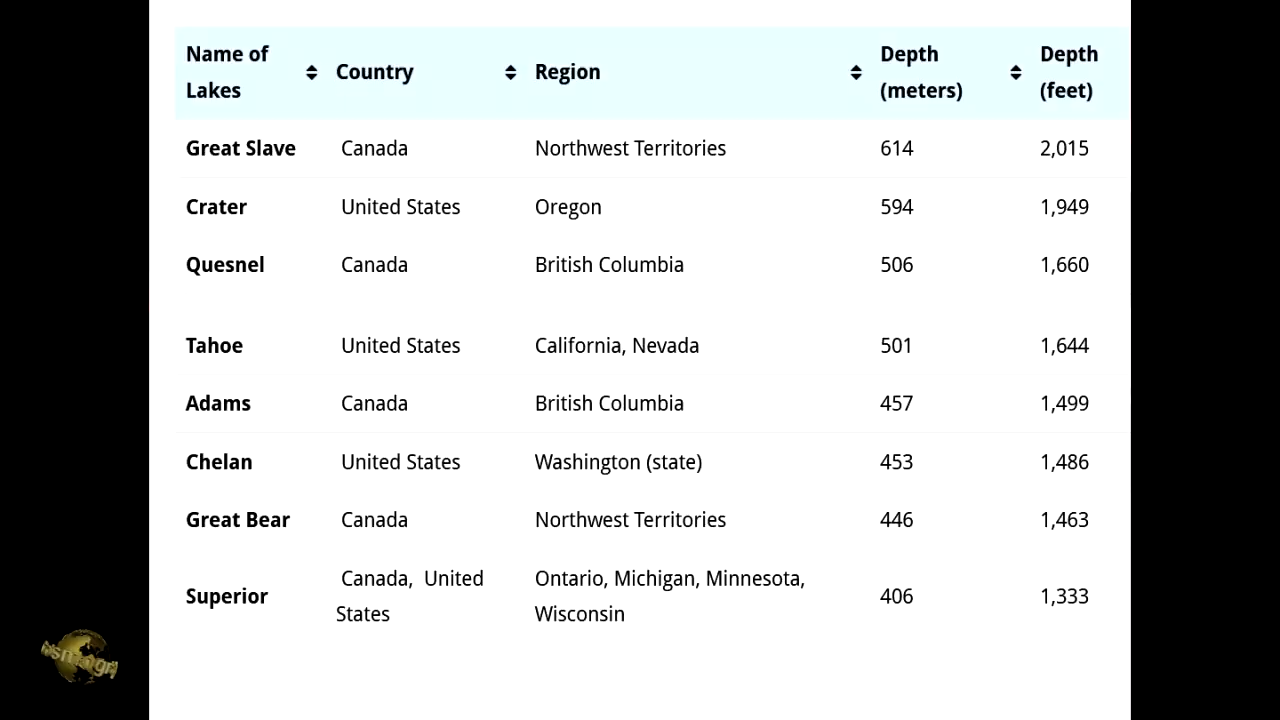 Name of Lakes Country Region Depth (meters) Depth (feet)
Great Slave Canada Northwest Territories 614 2,015
Crater United States Oregon 594 1,949
Quesnel Canada British Columbia 506 1,660
Tahoe United States California, Nevada 501 1,644
Adams Canada British Columbia 457 1,499
Chelan United States Washington (state) 453 1,486
Great Bear Canada Northwest Territories 446 1,463
Superior Canada, United States Ontario, Michigan, Minnesota, Wisconsin 406 1,333